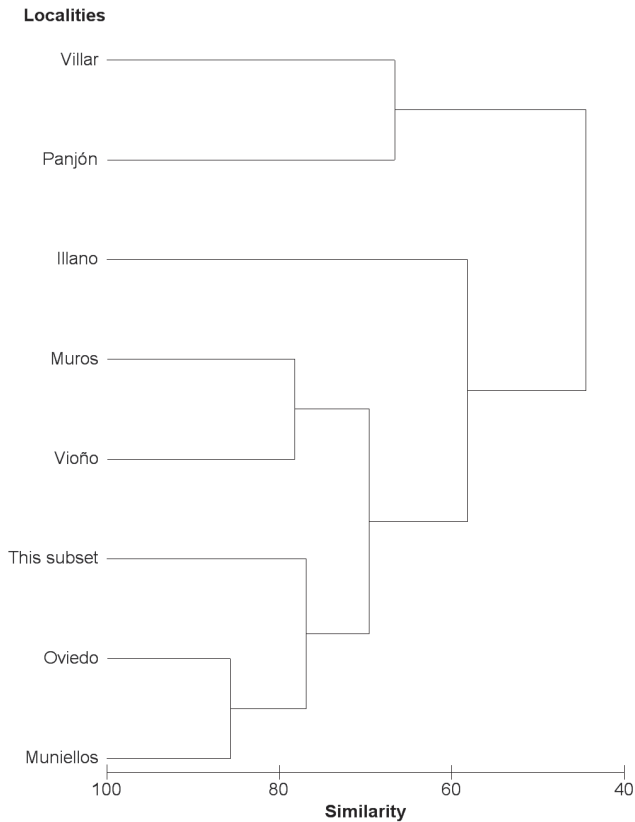 Localities
Villar
Panjón
Illano
Muros
Vioño
This subset
Oviedo
Muniellos
100 80 60 40
Similarity